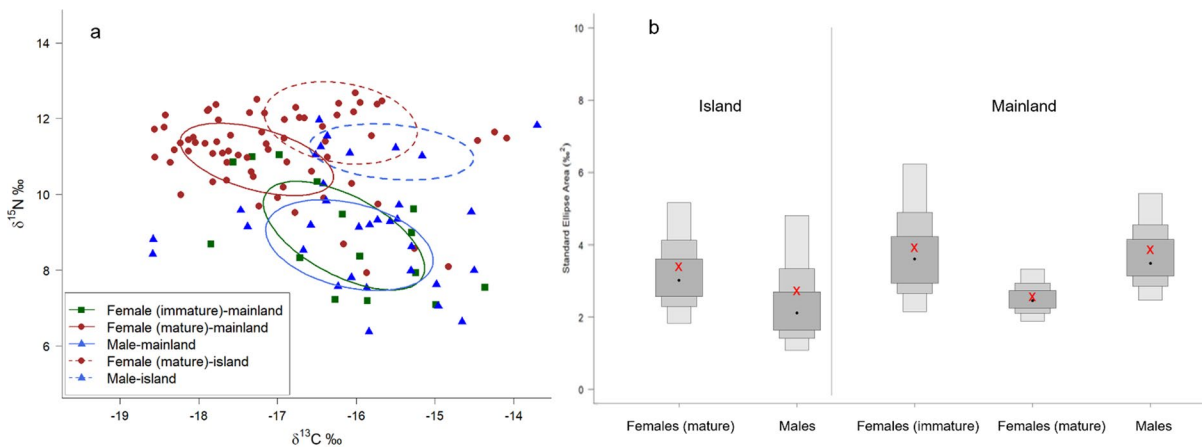 a
14
12
10
8
6
δ15N ‰
Female (immature)-mainland
Female (mature)-mainland
Male-mainland
Female (mature)-island
Male-island
-19 -18 -17 -16 -15 -14
δ13C ‰
b
10
8
6
4
2
0
Standard Ellipse Area (‰²)
Island Mainland
x x x x x
Females (mature) Males Females (immature) Females (mature) Males